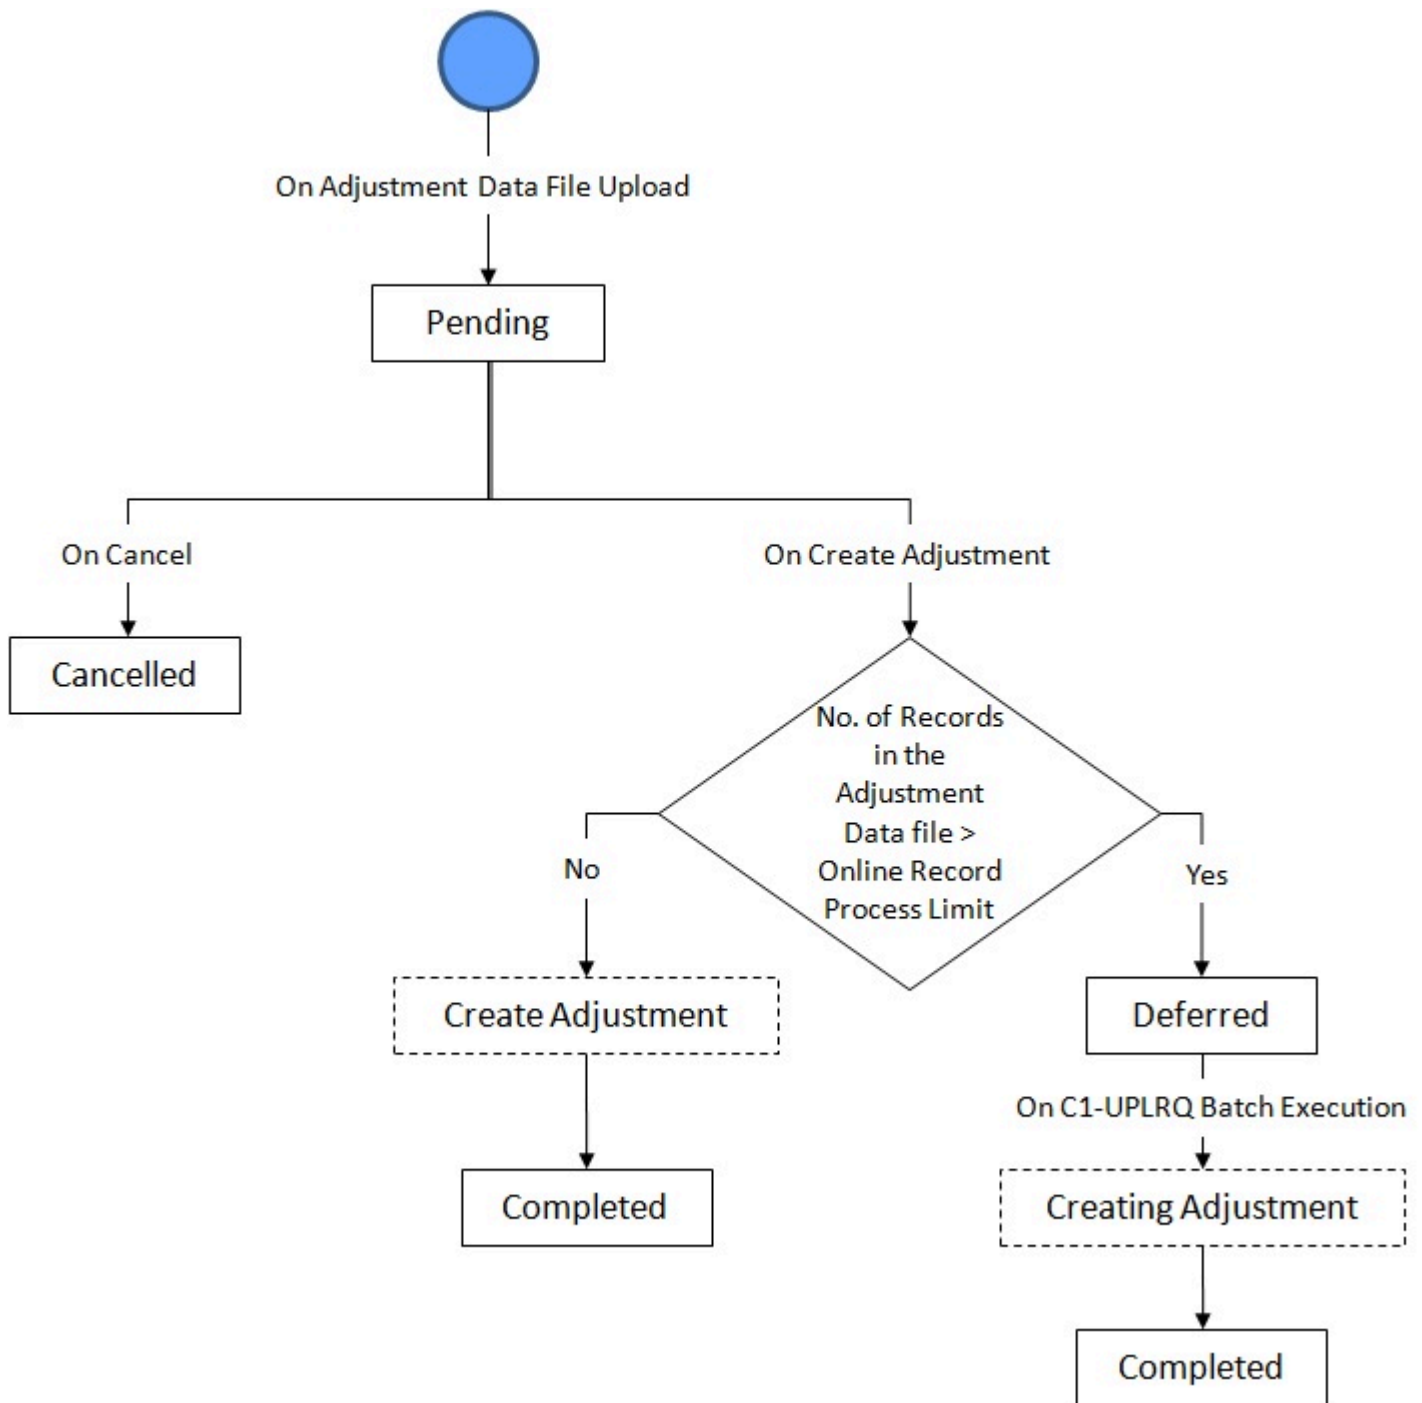 On Adjustment Data File Upload
Pending
On Cancel
On Create Adjustment
Cancelled
No. of Records
in the
Adjustment
Data file >
Online Record
Process Limit
No
Yes
Create Adjustment
Deferred
On C1-UPLRQ Batch Execution
Completed
Creating Adjustment
Completed